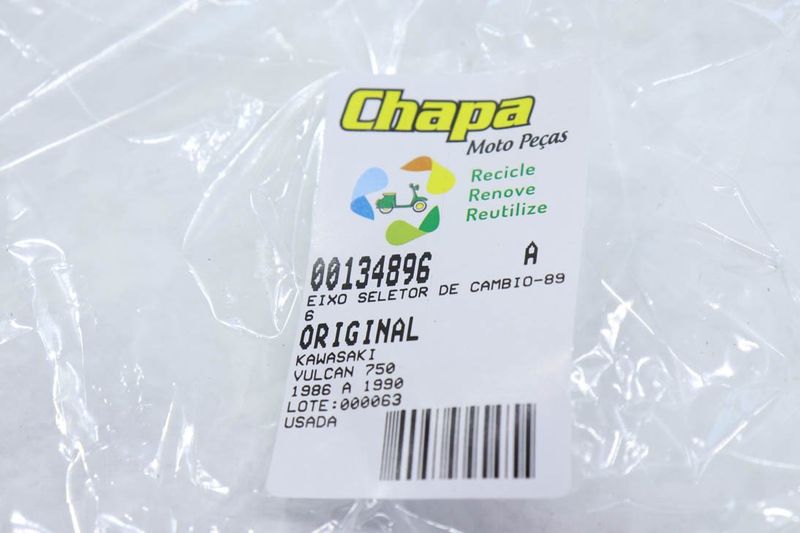 Chapa
Moto Peças
Recicle
Renove
Reutilize
00134896 A
EIXO SELETOR DE CAMBIO-89
6
ORIGINAL
KAWASAKI
VULCAN 750
1986 A 1990
LOTE:000063
USADA